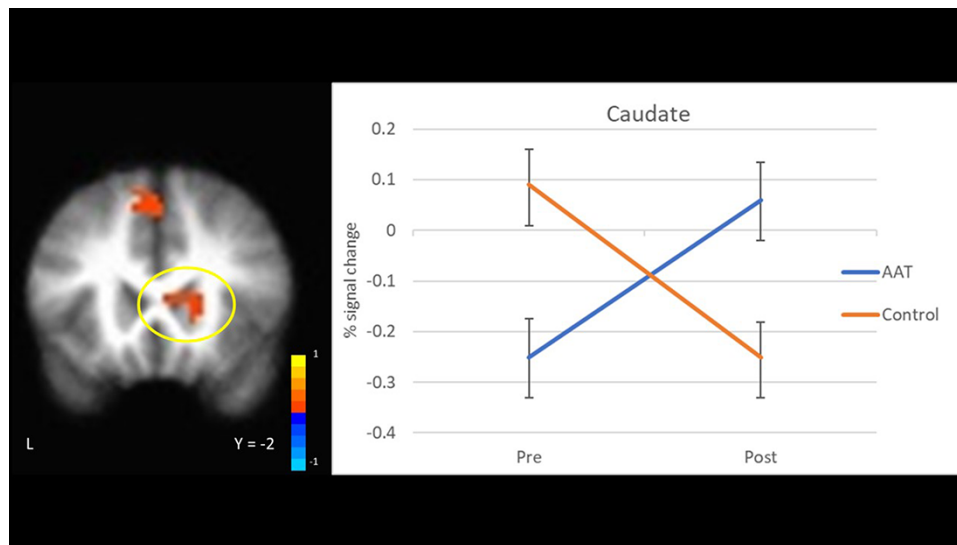 L
Y = -2
1
-1
Caudate
0.2
0.1
0
-0.1
-0.2
-0.3
-0.4
% signal change
Pre Post
AAT
Control